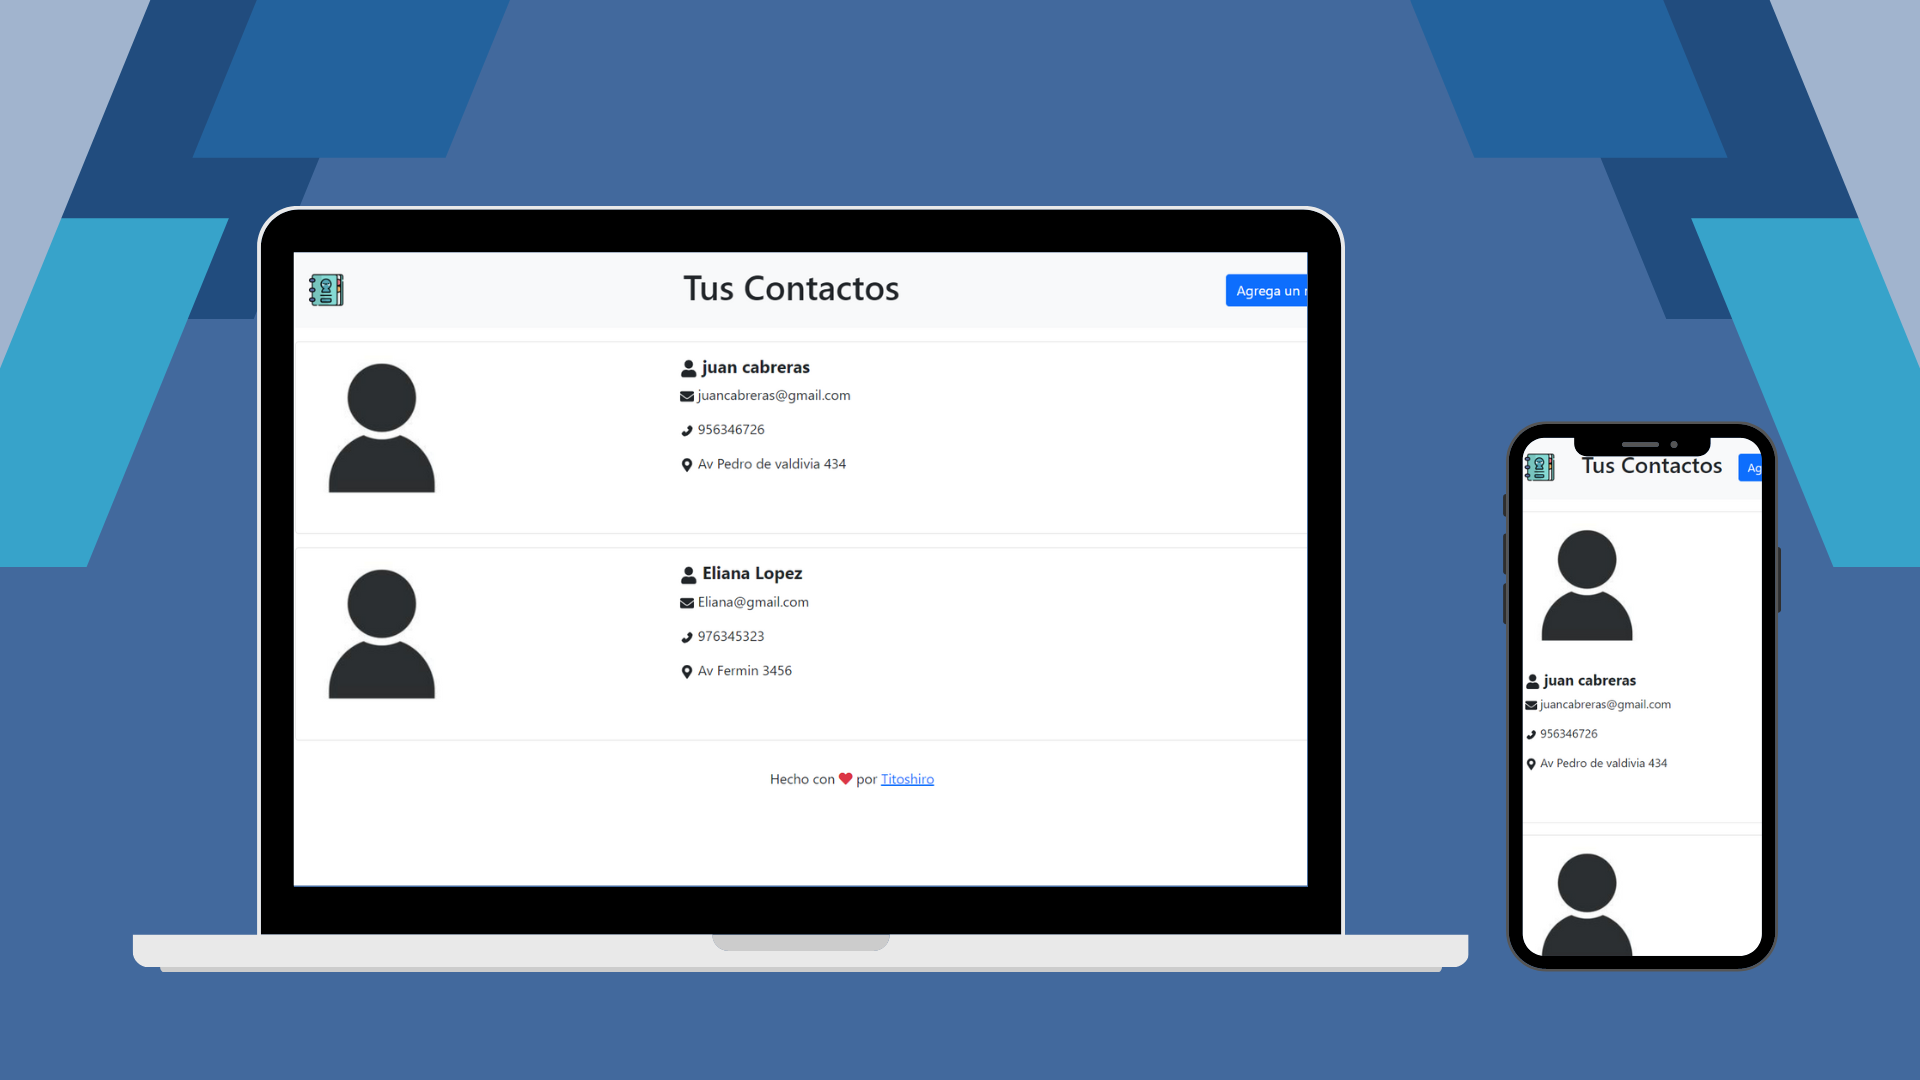 Tus Contactos
Agrega un
juan cabreras
juancabreras@gmail.com
956346726
Av Pedro de valdivia 434
Eliana Lopez
Eliana@gmail.com
976345323
Av Fermin 3456
Hecho con ❤ por Titoshiro
Tus Contactos
Ag
juan cabreras
juancabreras@gmail.com
956346726
Av Pedro de valdivia 434